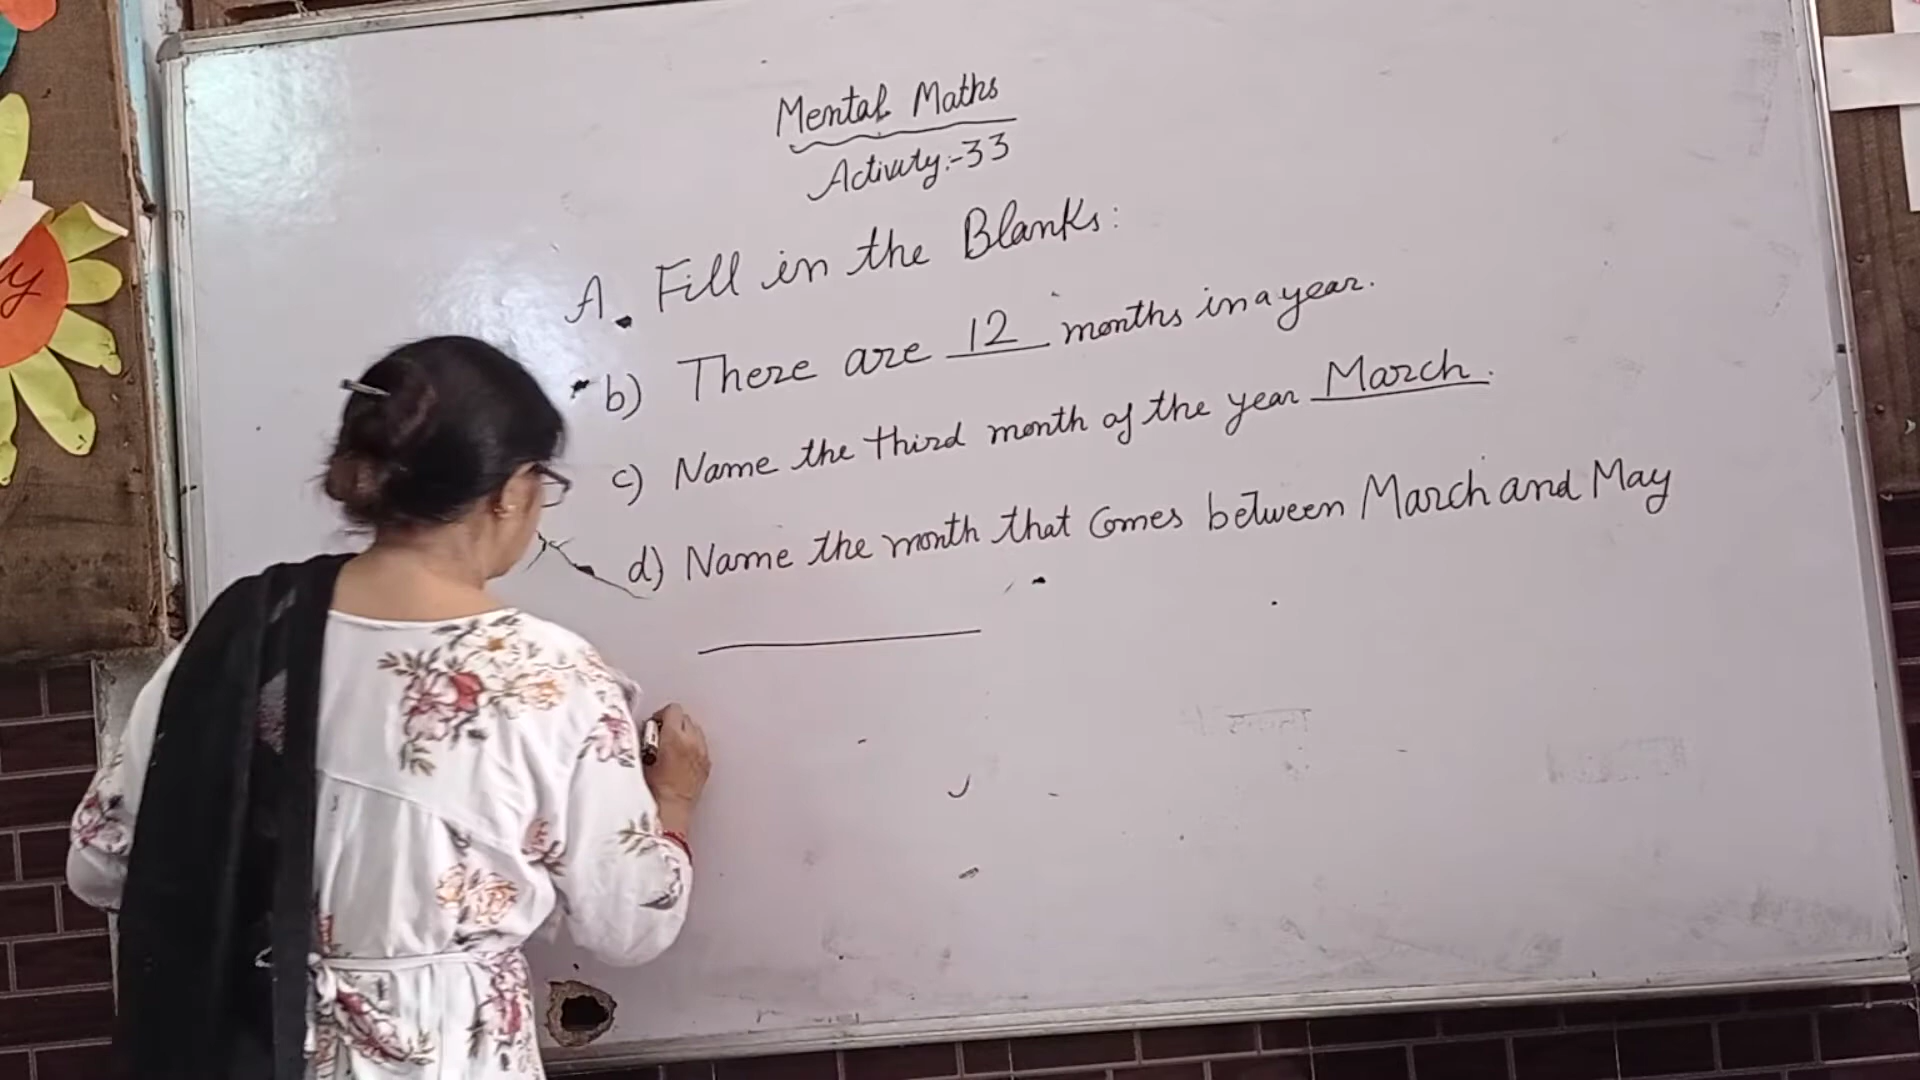 Mental Maths
Activity:-33
A. Fill in the Blanks:
b) There are 12 months in a year.
c) Name the third month of the year March.
d) Name the month that Comes between March and May